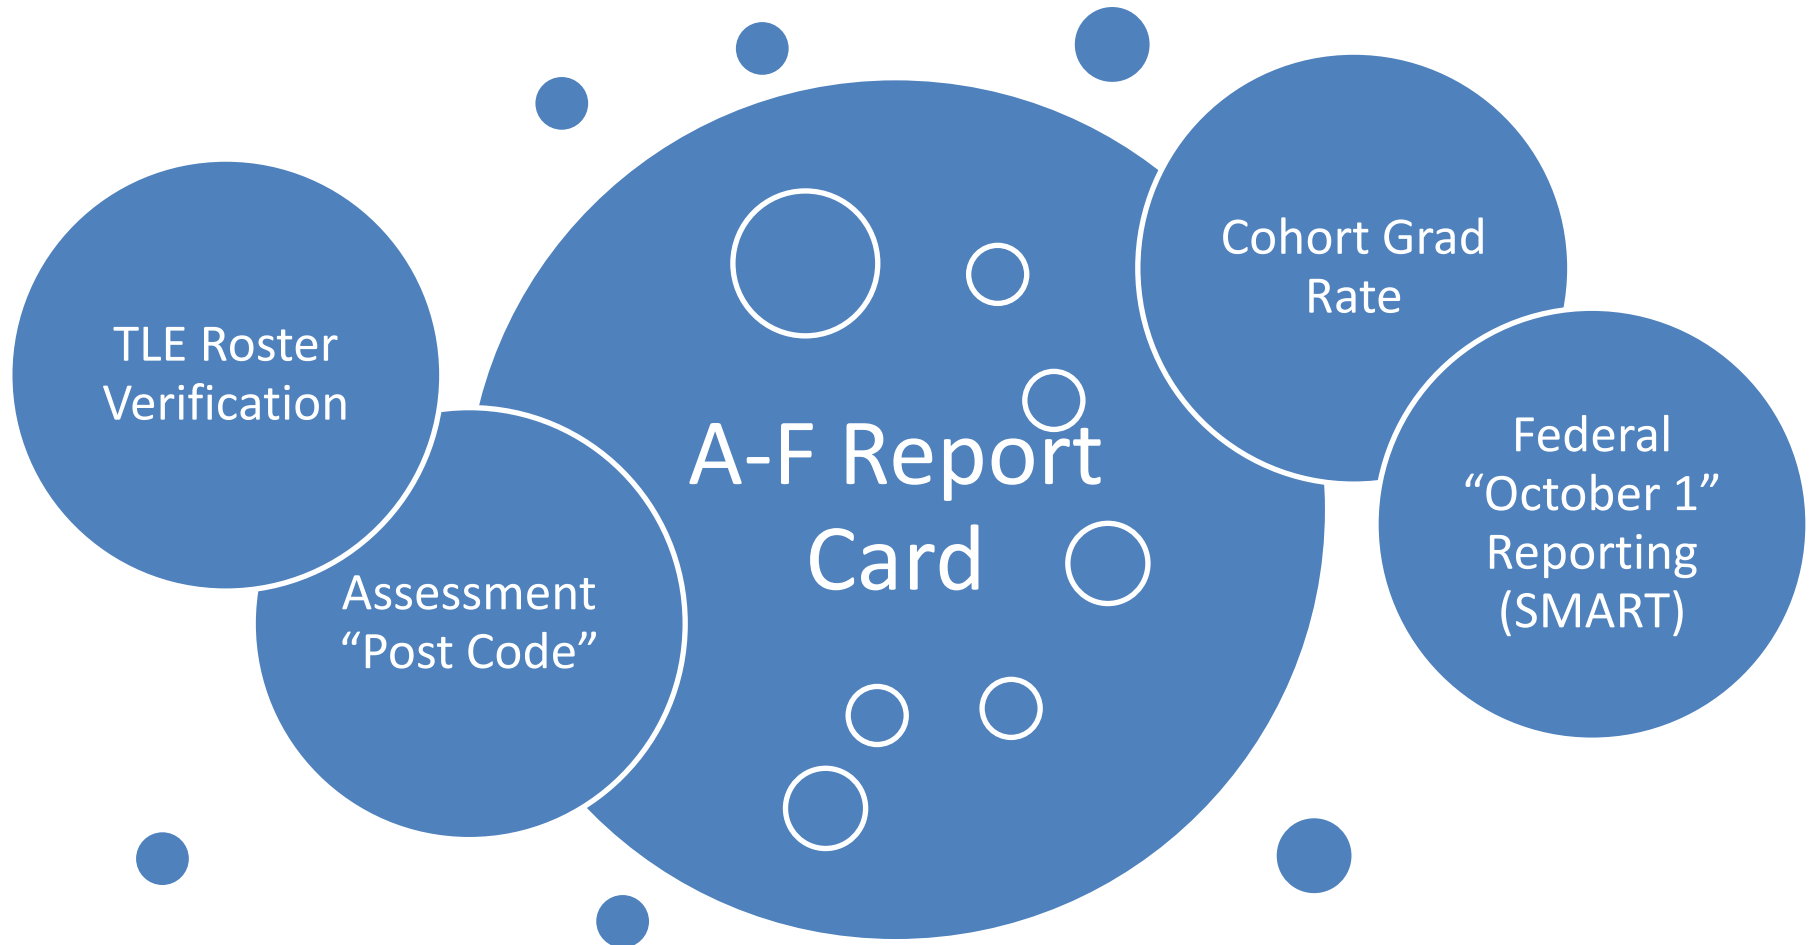 TLE Roster
Verification
Assessment
“Post Code”
A-F Report
Card
Cohort Grad
Rate
Federal
“October 1”
Reporting
(SMART)